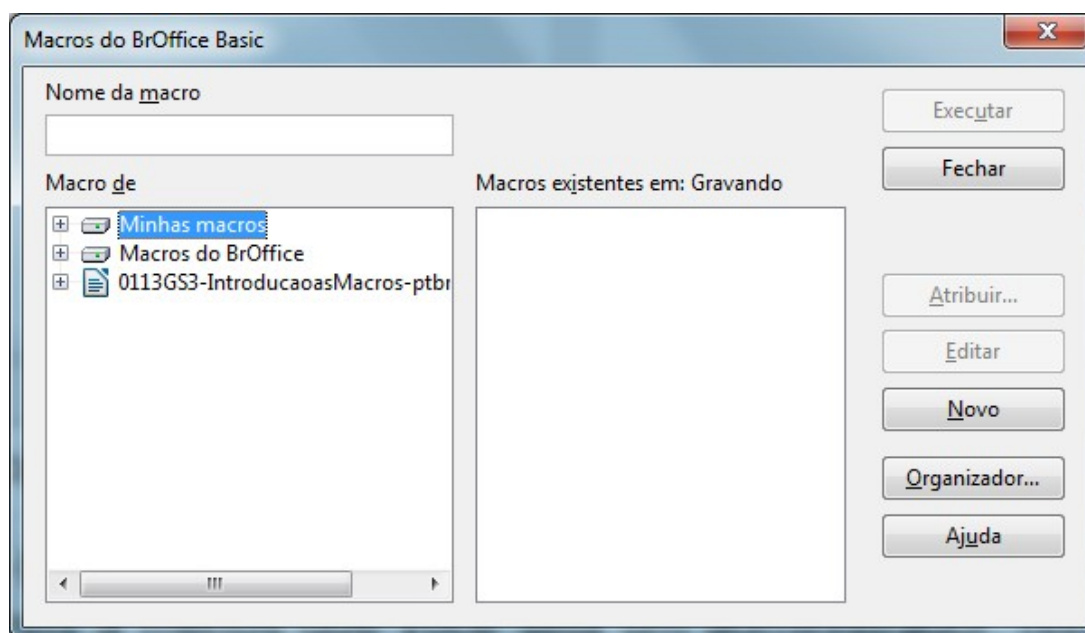 Macros do BrOffice Basic
Nome da macro
Executar
Fechar
Macro de
Macros existentes em: Gravando
Minhas macros
Macros do BrOffice
0113GS3-IntroducaoasMacros-ptbr
Atribuir...
Editar
Novo
Organizador...
Ajuda